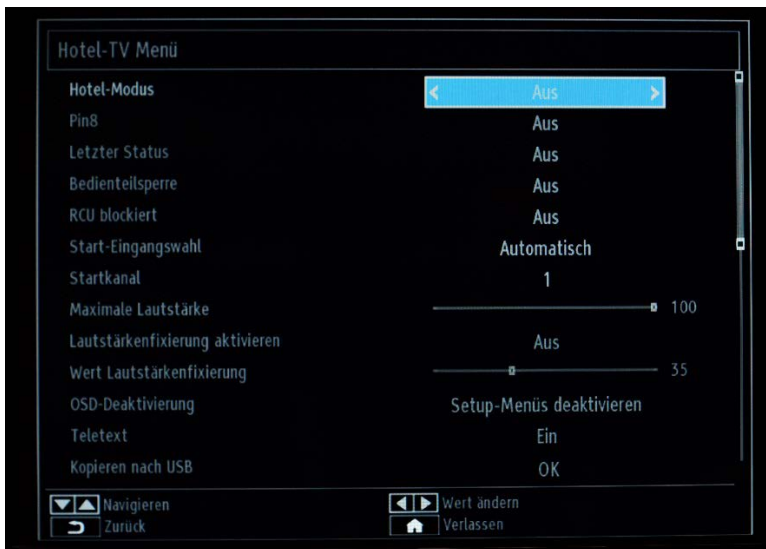 Hotel-TV Menü
Hotel-Modus Aus
Pin8 Aus
Letzter Status Aus
Bedienteilsperre Aus
RCU blockiert Aus
Start-Eingangswahl Automatisch
Startkanal 1
Maximale Lautstärke 100
Lautstärkenfixierung aktivieren Aus
Wert Lautstärkenfixierung 35
OSD-Deaktivierung Setup-Menüs deaktivieren
Teletext Ein
Kopieren nach USB OK
Navigieren Wert ändern
Zurück Verlassen